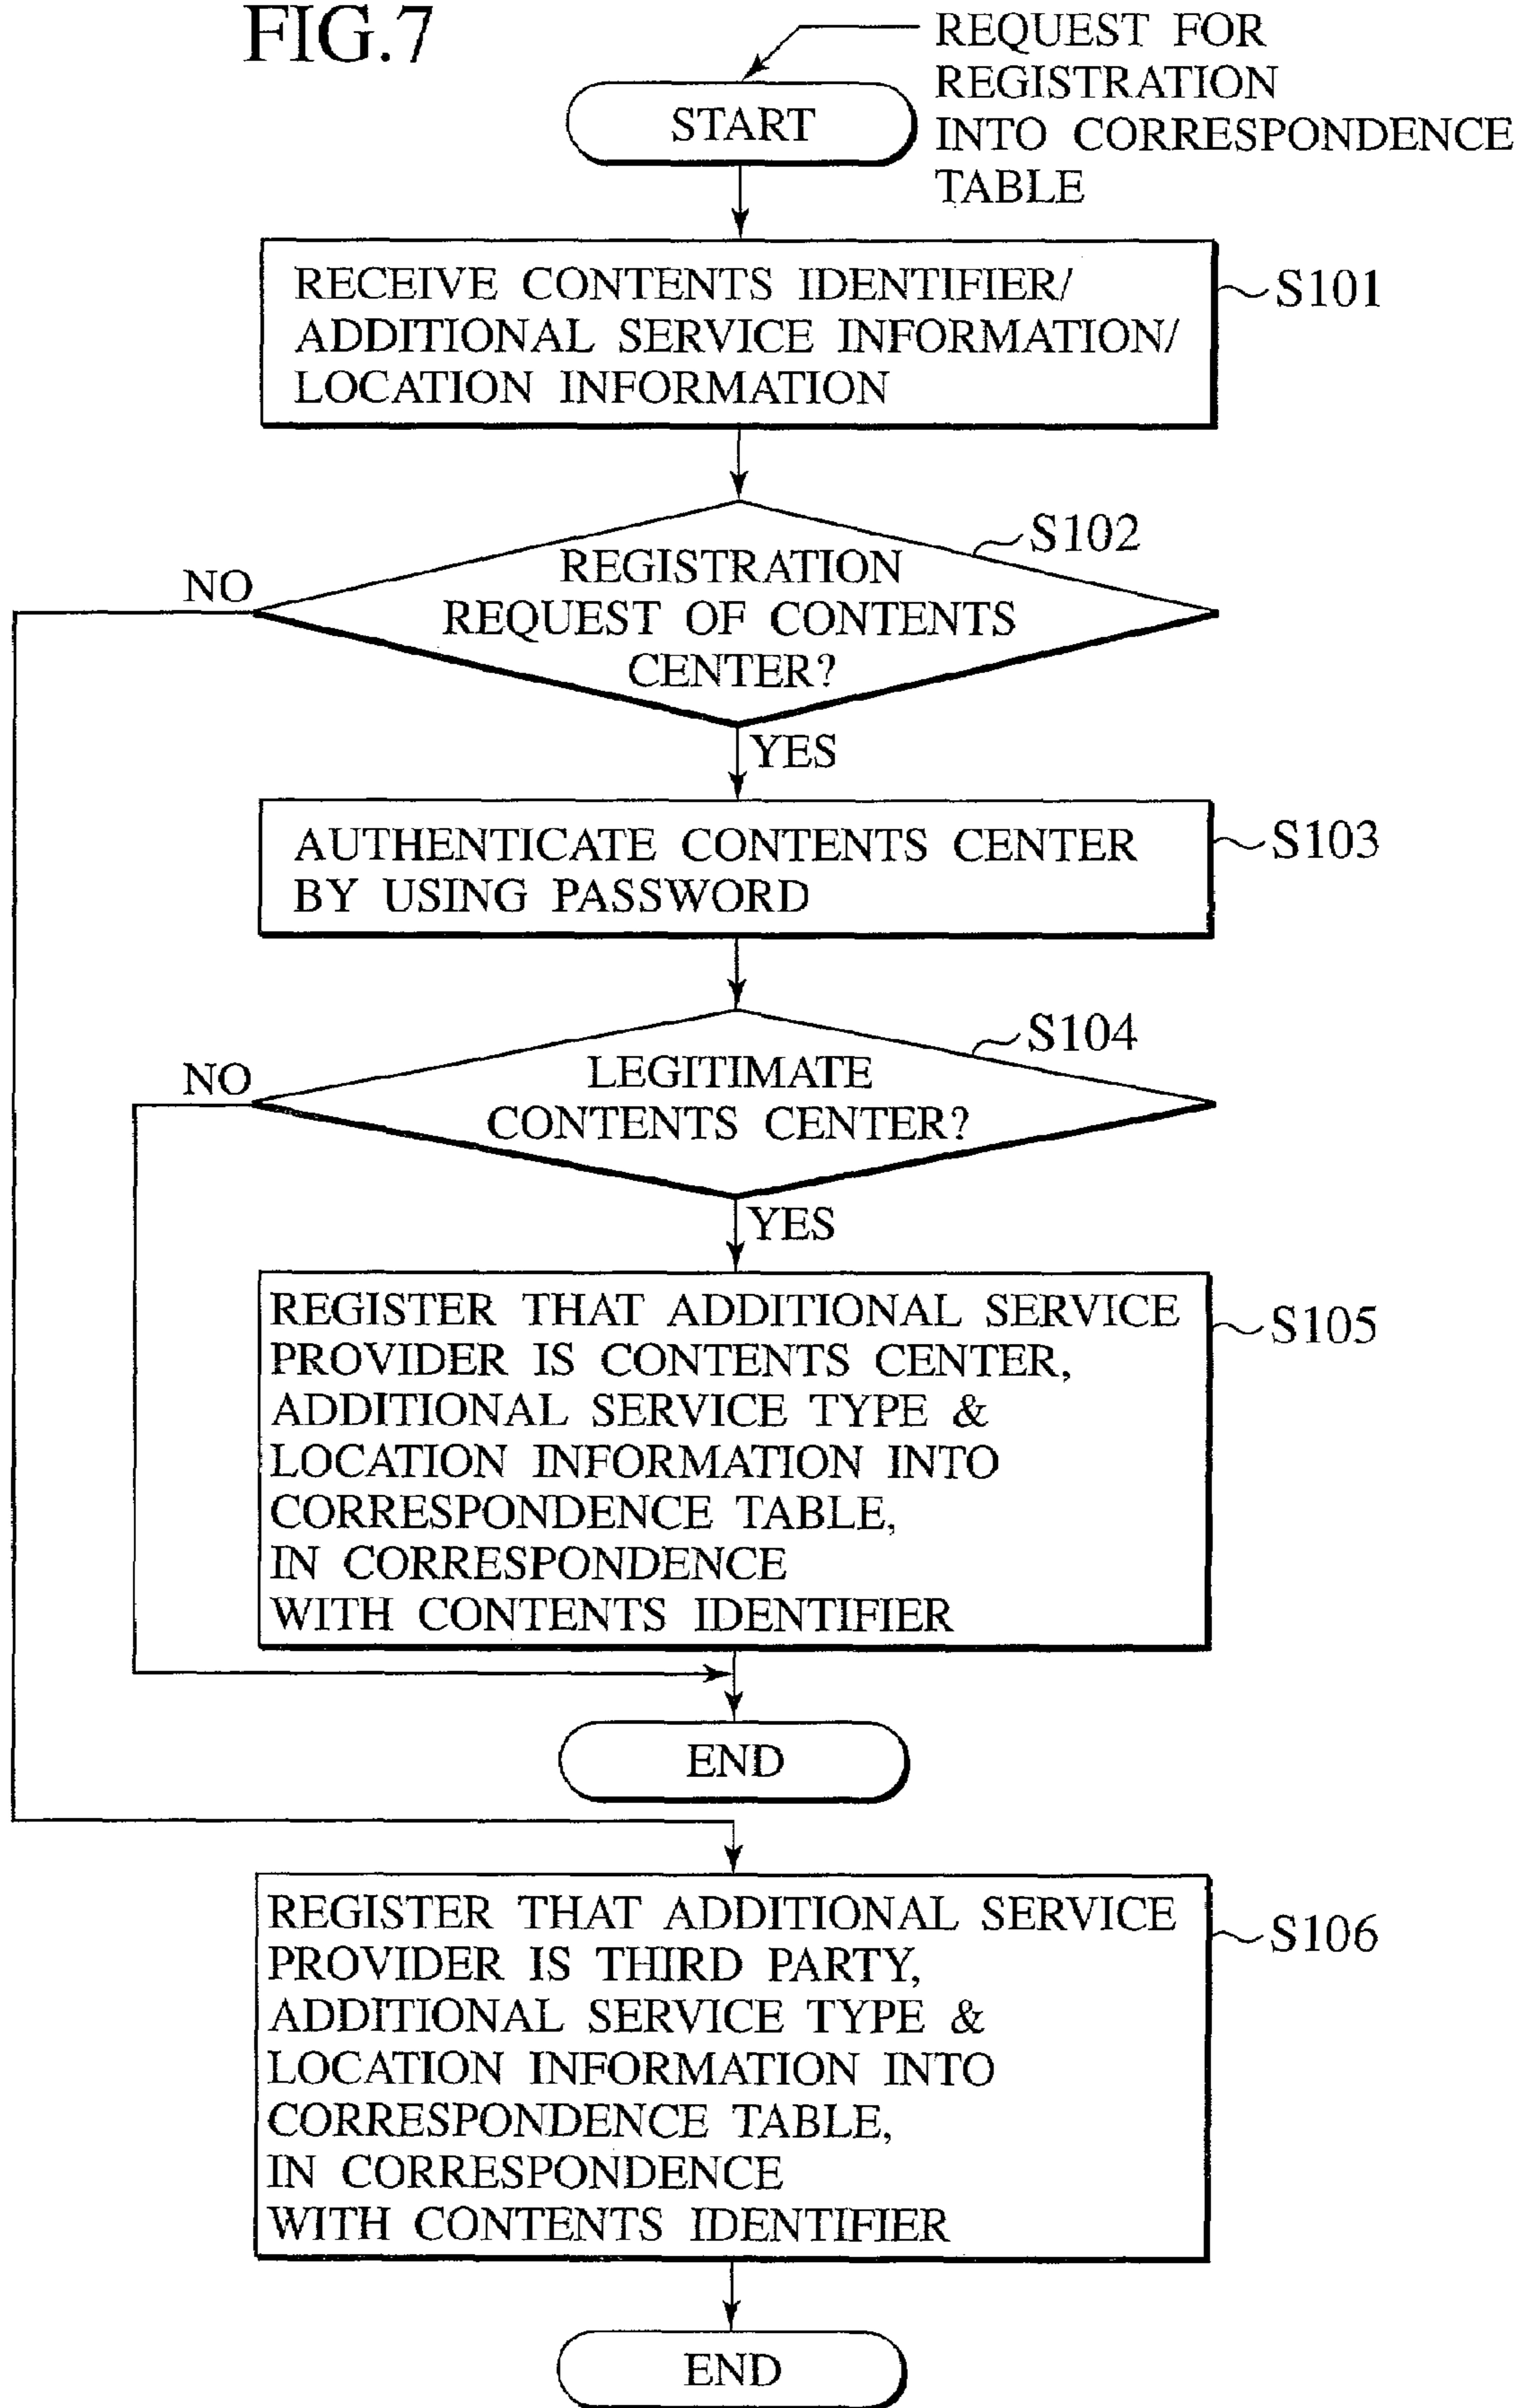 FIG.7
REQUEST FOR
REGISTRATION
INTO CORRESPONDENCE
TABLE
START
RECEIVE CONTENTS IDENTIFIER/
ADDITIONAL SERVICE INFORMATION/
LOCATION INFORMATION
S101
S102
REGISTRATION
REQUEST OF CONTENTS
CENTER?
NO
YES
AUTHENTICATE CONTENTS CENTER
BY USING PASSWORD
S103
S104
LEGITIMATE
CONTENTS CENTER?
NO
YES
REGISTER THAT ADDITIONAL SERVICE
PROVIDER IS CONTENTS CENTER,
ADDITIONAL SERVICE TYPE &
LOCATION INFORMATION INTO
CORRESPONDENCE TABLE,
IN CORRESPONDENCE
WITH CONTENTS IDENTIFIER
S105
END
REGISTER THAT ADDITIONAL SERVICE
PROVIDER IS THIRD PARTY,
ADDITIONAL SERVICE TYPE &
LOCATION INFORMATION INTO
CORRESPONDENCE TABLE,
IN CORRESPONDENCE
WITH CONTENTS IDENTIFIER
S106
END